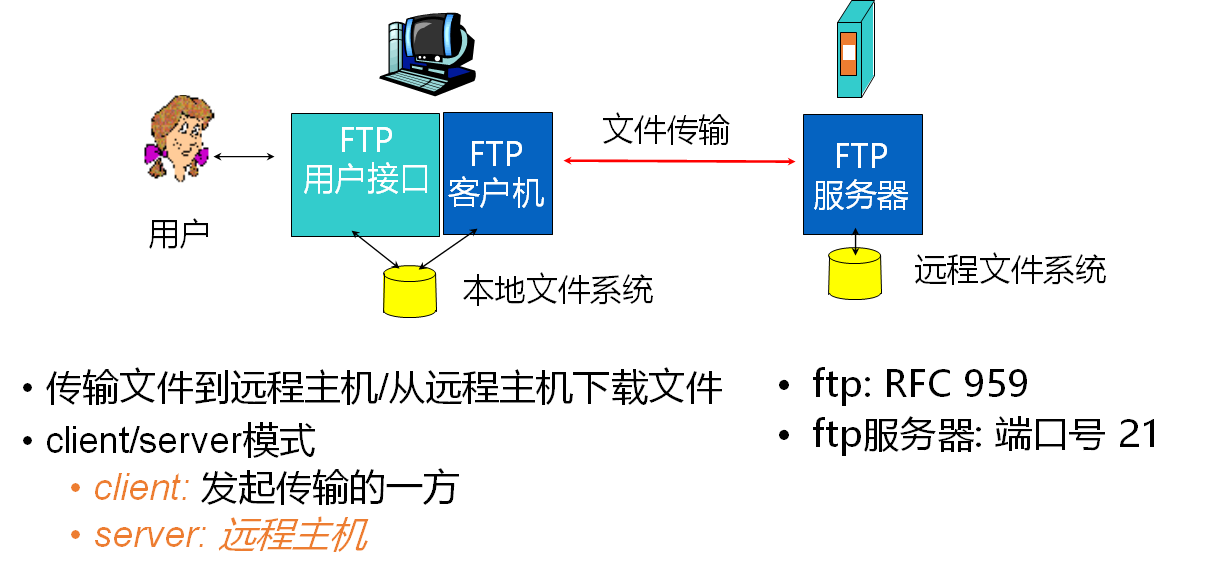 文件传输
FTP
用户接口
FTP
客户机
FTP
服务器
用户
本地文件系统
远程文件系统
• 传输文件到远程主机/从远程主机下载文件
• client/server模式
• client: 发起传输的一方
• server: 远程主机
• ftp: RFC 959
• ftp服务器: 端口号 21